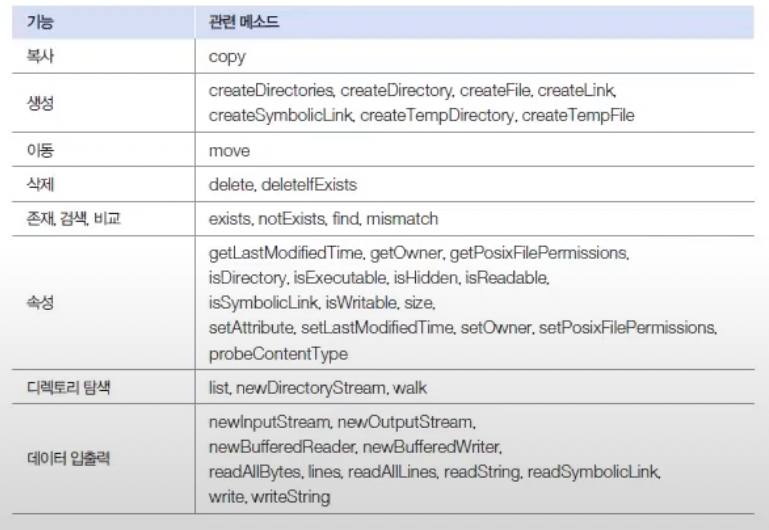 기능 관련 메소드
복사 copy
생성 createDirectories, createDirectory, createFile, createLink,
createSymbolicLink, createTempDirectory, createTempFile
이동 move
삭제 delete, deleteIfExists
존재, 검색, 비교 exists, notExists, find, mismatch
속성 getLastModifiedTime, getOwner, getPosixFilePermissions,
isDirectory, isExecutable, isHidden, isReadable,
isSymbolicLink, isWritable, size,
setAttribute, setLastModifiedTime, setOwner, setPosixFilePermissions,
probeContentType
디렉토리 탐색 list, newDirectoryStream, walk
데이터 입출력 newInputStream, newOutputStream,
newBufferedReader, newBufferedWriter,
readAllBytes, lines, readAllLines, readString, readSymbolicLink,
write, writeString